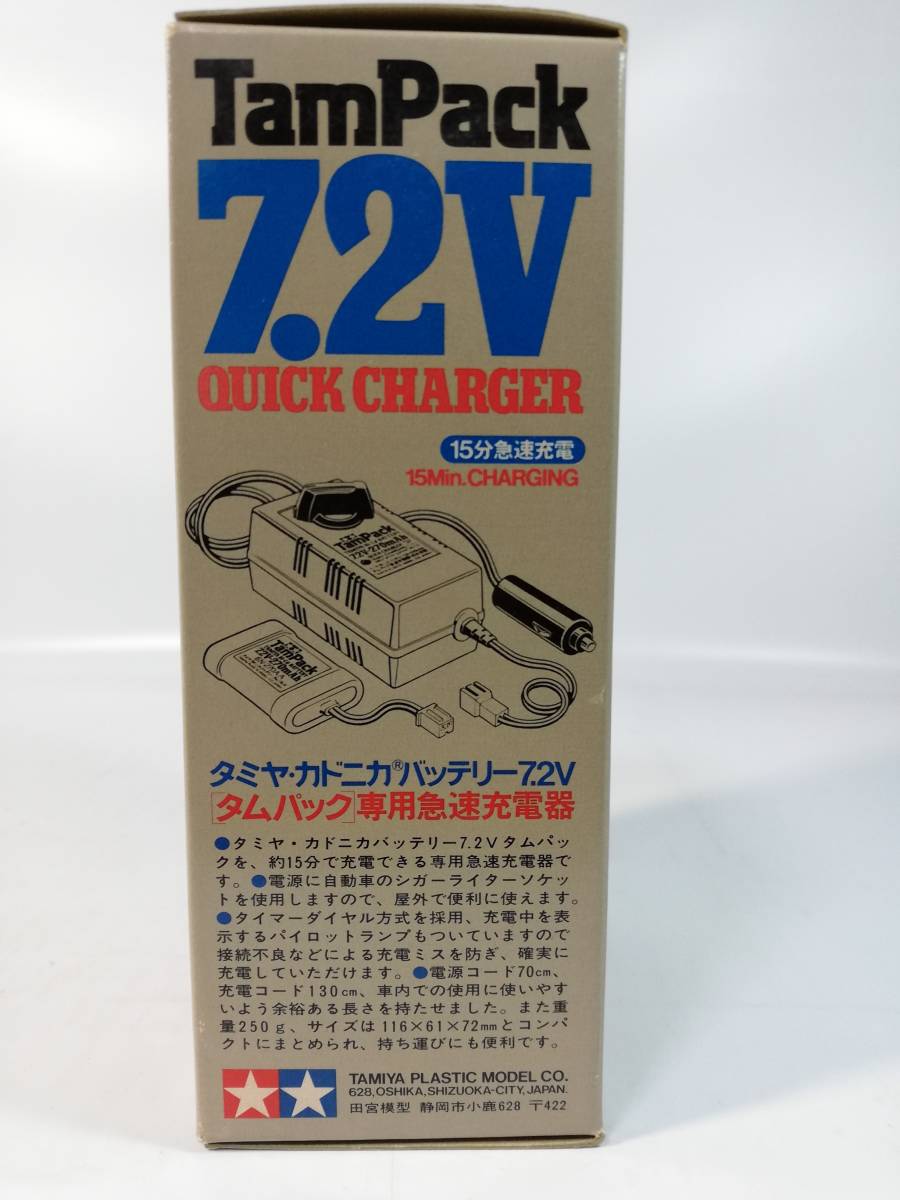 TamPack
7.2V
QUICK CHARGER
15分急速充電
15Min.CHARGING
TamPack
7.2V-270mAh
TamPack
7.2V-270mAh
タミヤ・カドニカ®バッテリー7.2V
[タムパック]専用急速充電器
●タミヤ・カドニカバッテリー7.2Vタムパッ
クを、約15分で充電できる専用急速充電器で
す。●電源に自動車のシガーライターソケッ
トを使用しますので、屋外で便利に使えます。
●タイマーダイヤル方式を採用、充電中を表
示するパイロットランプもついていますので
接続不良などによる充電ミスを防ぎ、確実に
充電していただけます。●電源コード70cm、
充電コード130cm、車内での使用に使いやす
いよう余裕ある長さを持たせました。また重
量250g、サイズは116×61×72mmとコンパ
クトにまとめられ、持ち運びにも便利です。
TAMIYA PLASTIC MODEL CO.
628,OSHIKA,SHIZUOKA-CITY,JAPAN.
田宮模型 静岡市小鹿628 〒422